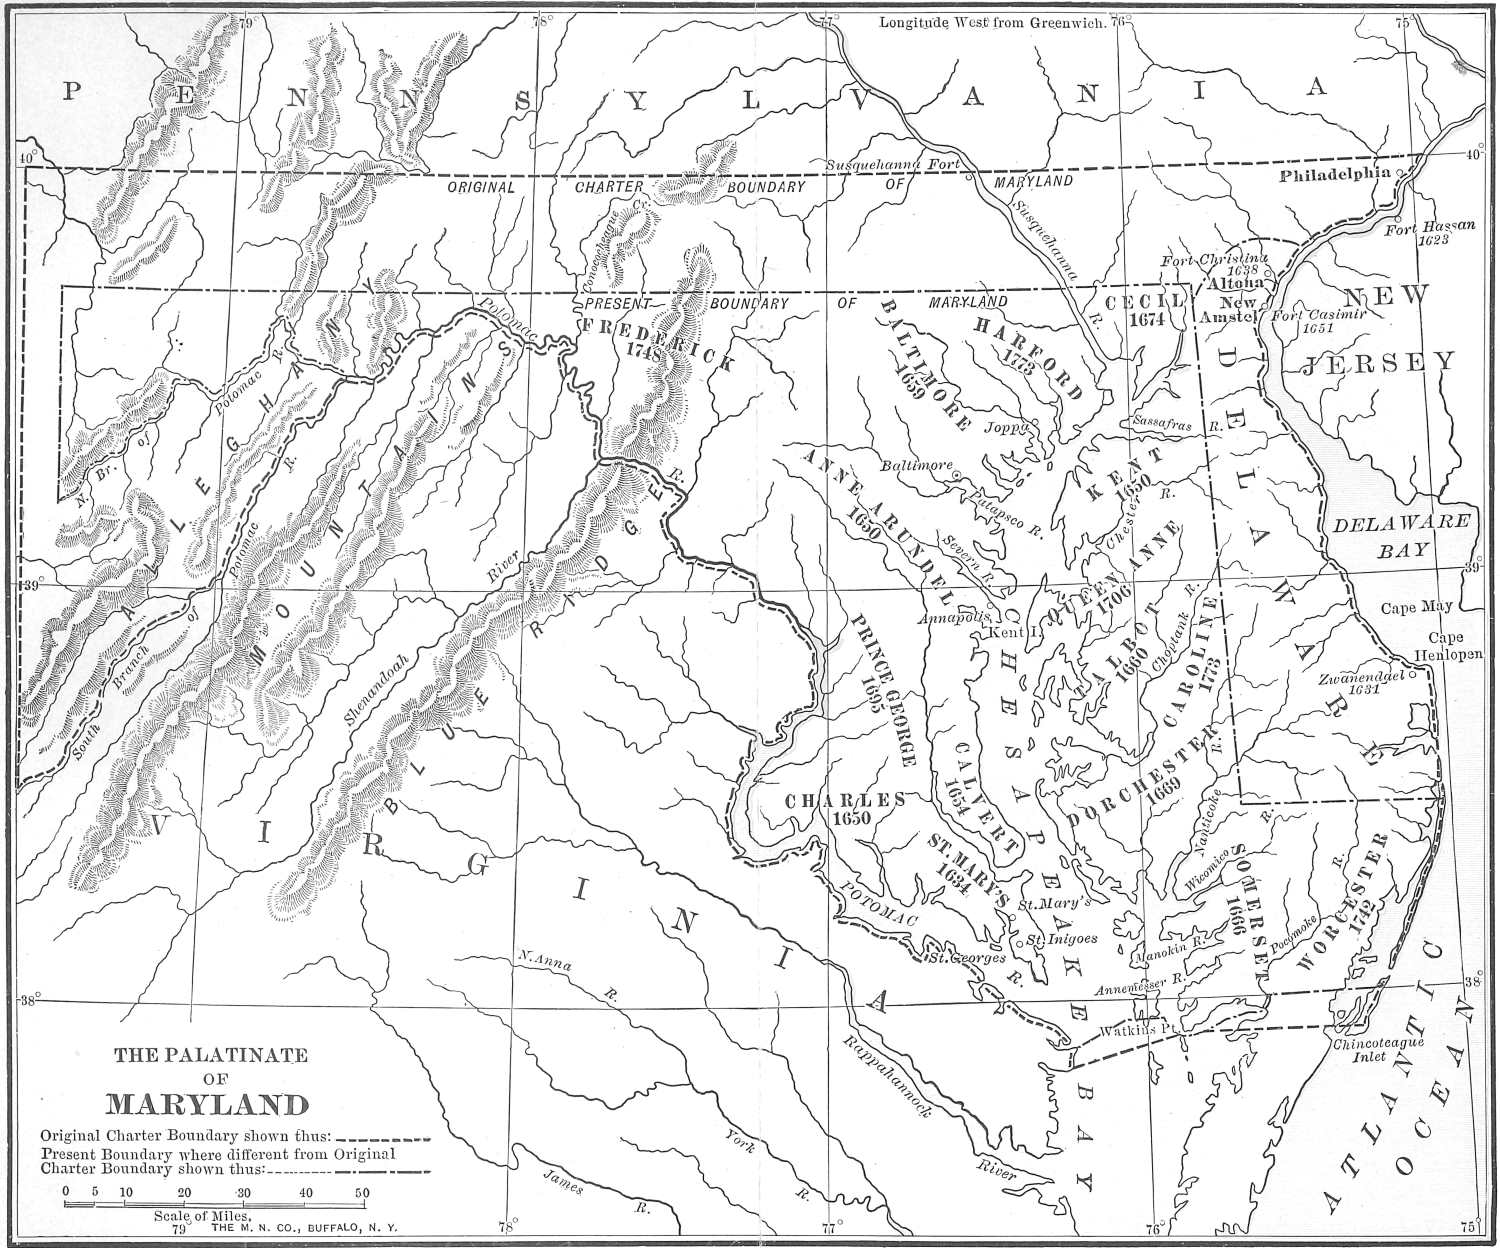 79°
78°
77°
Longitude West from Greenwich.
76°
75°
PENNSYLVANIA
40°
40°
Susquehanna Fort
ORIGINAL CHARTER BOUNDARY OF MARYLAND
Philadelphia
Fort Hassan
1623
Conococheague
Cr.
Susquehanna
R.
Fort Christina
1638
Altona
New
Amstel
Fort Casimir
1651
NEW
JERSEY
PRESENT BOUNDARY OF MARYLAND
CECIL
1674
FREDERICK
1748
BALTIMORE
1659
HARFORD
1773
Potomac
Potomac
R.
N. Br. of
ALLEGHANY
MOUNTAINS
Joppa
Sassafras R.
Baltimore
Patapsco R.
KENT
1650
Chester R.
DELAWARE
DELAWARE
BAY
ANNE ARUNDEL
1650
Severn R.
Annapolis
Kent I.
QUEEN ANNE
1706
TALBOT
1660
Choptank R.
CAROLINE
1773
39°
39°
Cape May
Cape
Henlopen
Zwanendael
1631
South
Branch
of
Potomac
R.
Shenandoah
River
BLUE RIDGE
R.
PRINCE GEORGE
1695
CALVERT
1654
CHARLES
1650
ST. MARY'S
1634
St. Mary's
St. Inigoes
St. Georges
POTOMAC
R.
DORCHESTER
1669
Nanticoke
R.
Wicomico
R.
SOMERSET
1666
WORCESTER
1742
Pocomoke
R.
Manokin R.
Annemesser R.
Watkins Pt.
Chincoteague
Inlet
CHESAPEAKE
BAY
VIRGINIA
N. Anna
R.
38°
38°
Rappahannock
River
York
R.
James
R.
ATLANTIC
OCEAN
THE PALATINATE
OF
MARYLAND
Original Charter Boundary shown thus:
Present Boundary where different from Original
Charter Boundary shown thus:
0 5 10 20 30 40 50
Scale of Miles.
THE M. N. CO., BUFFALO, N. Y.
79°
78°
77°
76°
75°